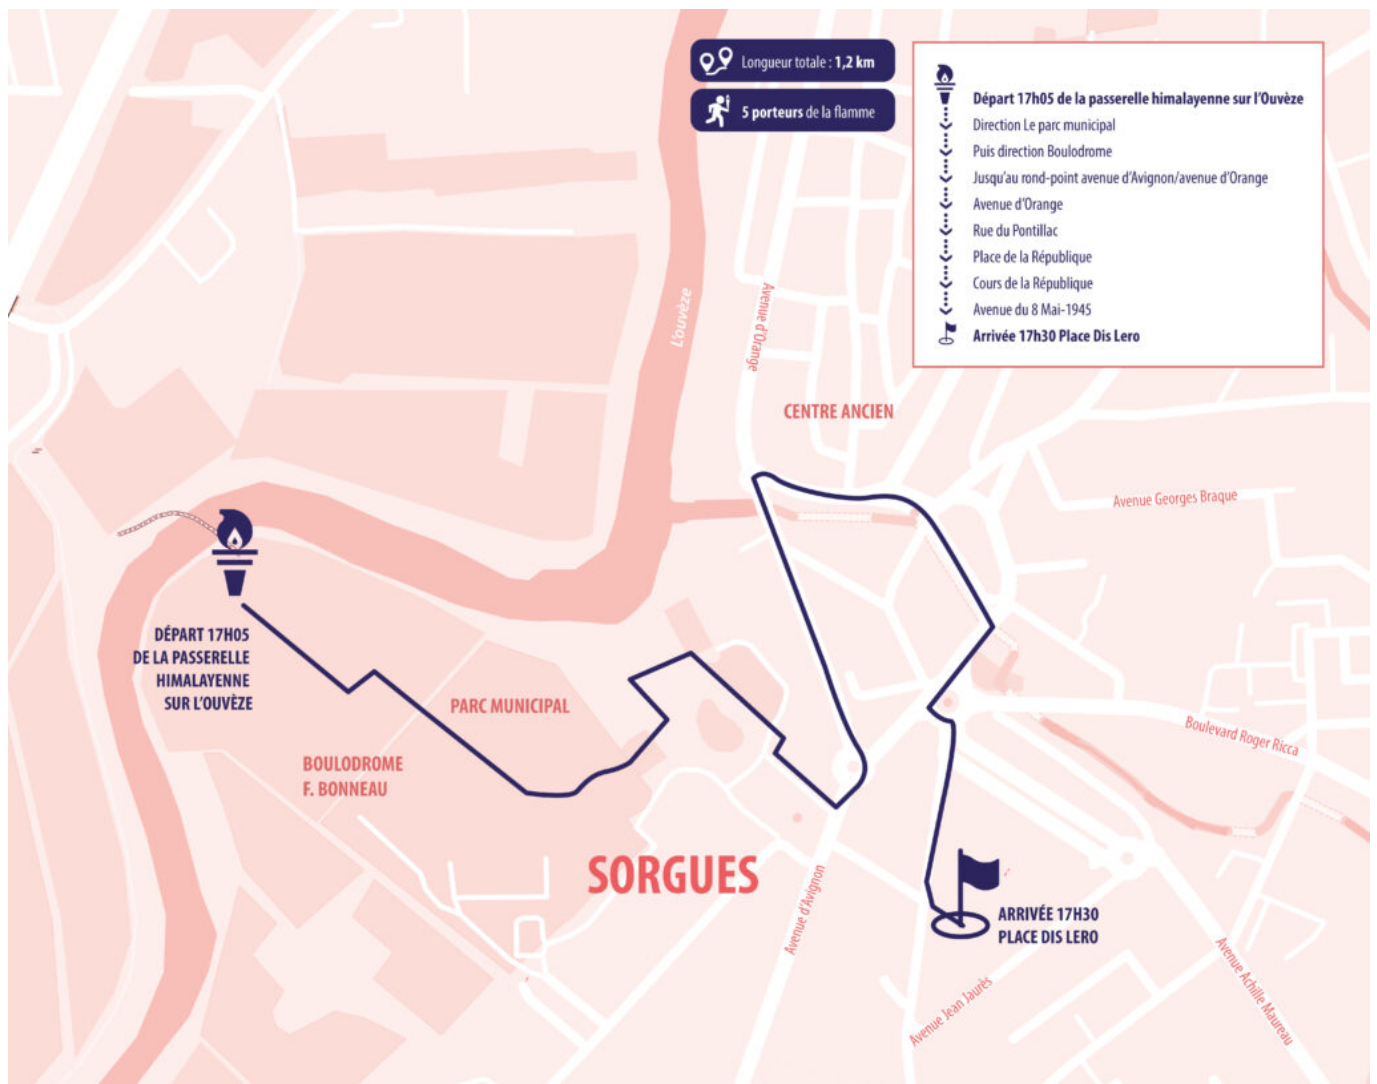 Longueur totale : 1,2 km
5 porteurs de la flamme
Départ 17h05 de la passerelle himalayenne sur l'Ouvèze
Direction Le parc municipal
Puis direction Boulodrome
Jusqu'au rond-point avenue d'Avignon/avenue d'Orange
Avenue d'Orange
Rue du Pontillac
Place de la République
Cours de la République
Avenue du 8 Mai-1945
Arrivée 17h30 Place Dis Lero
L'ouvèze
Avenue d'Orange
CENTRE ANCIEN
Avenue Georges Braque
DÉPART 17H05
DE LA PASSERELLE
HIMALAYENNE
SUR L'OUVÈZE
PARC MUNICIPAL
BOULODROME
F. BONNEAU
Boulevard Roger Ricca
SORGUES
Avenue d'Avignon
ARRIVÉE 17H30
PLACE DIS LERO
Avenue Jean Jaurès
Avenue Achille Maureau